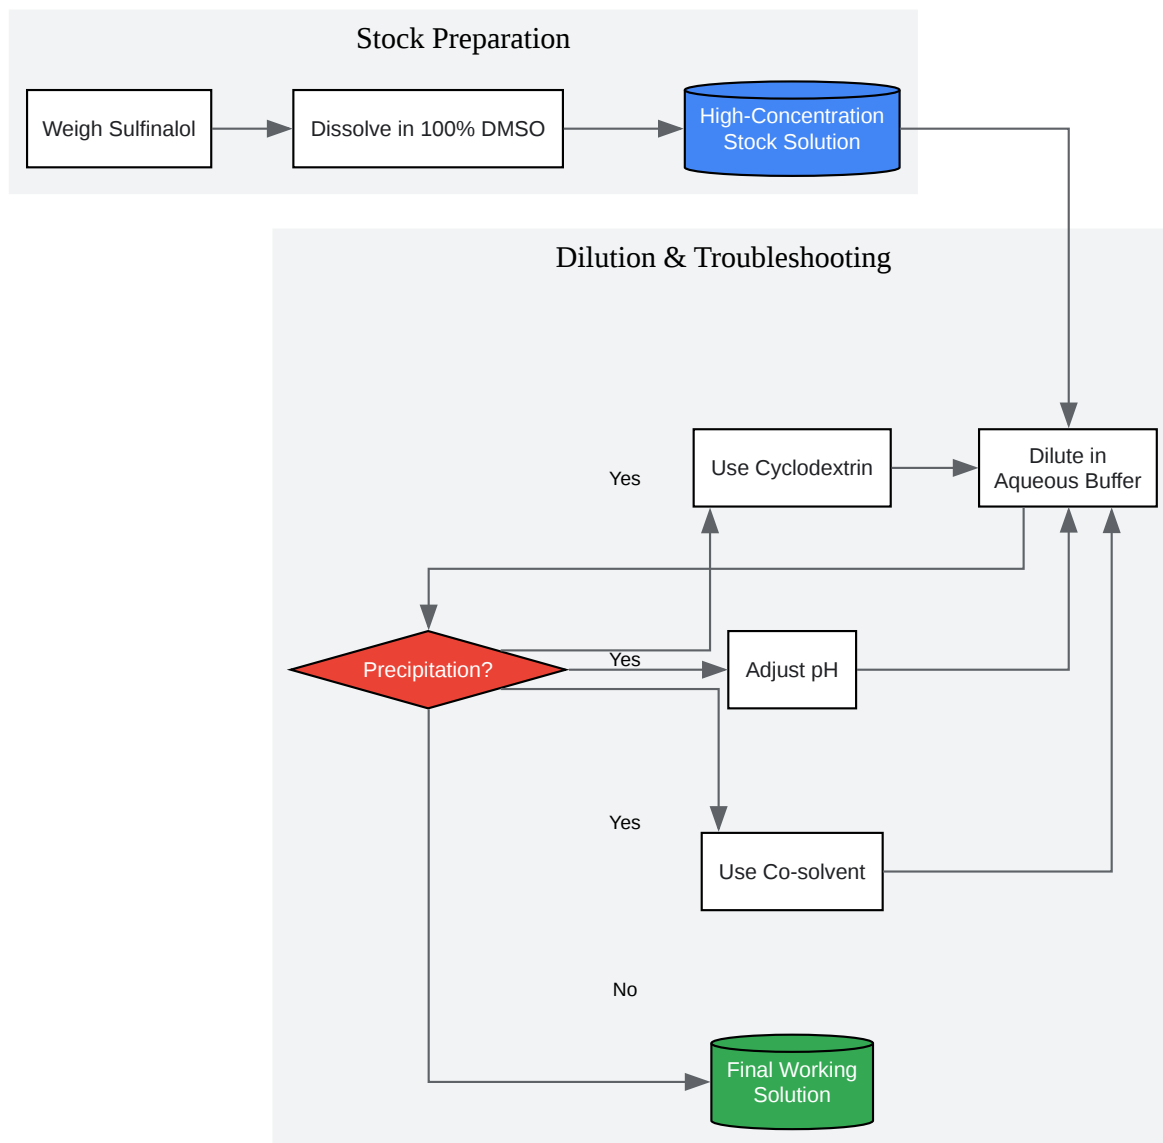 Stock Preparation
Weigh Sulfinalol
Dissolve in 100% DMSO
High-Concentration
Stock Solution
Dilution & Troubleshooting
Yes
Use Cyclodextrin
Dilute in
Aqueous Buffer
Precipitation?
Yes
Adjust pH
Yes
Use Co-solvent
No
Final Working
Solution